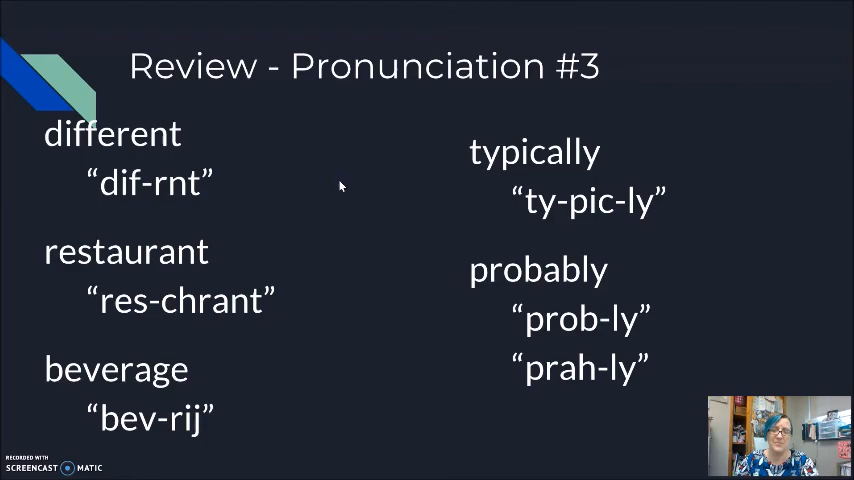 Review - Pronunciation #3
different
“dif-rnt”
restaurant
“res-chrant”
beverage
“bev-rij”
typically
“ty-pic-ly”
probably
“prob-ly”
“prah-ly”
RECORDED WITH
SCREENCAST MATIC